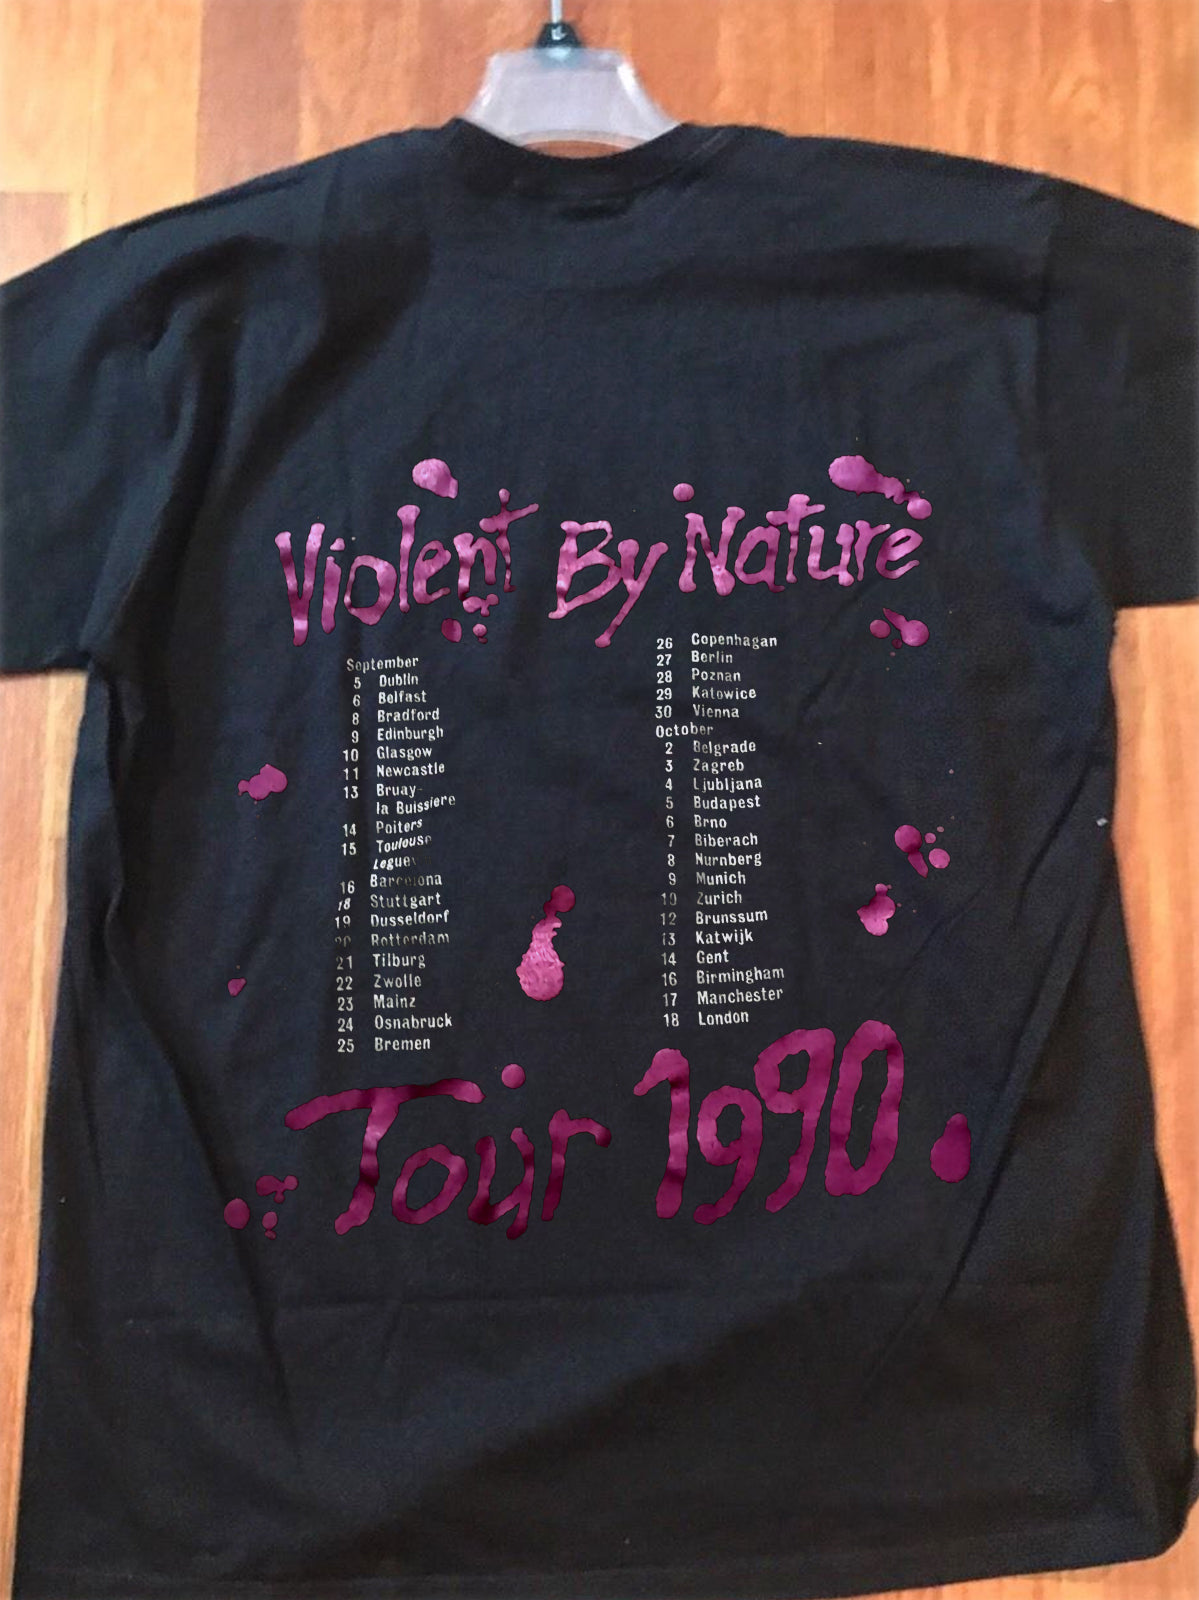 Violent By Nature
September
5 Dublin
6 Belfast
8 Bradford
9 Edinburgh
10 Glasgow
11 Newcastle
13 Bruay-
la Buissiere
14 Poiters
15 Toulouse
16 Barcelona
18 Stuttgart
19 Dusseldorf
20 Rotterdam
21 Tilburg
22 Zwolle
23 Mainz
24 Osnabruck
25 Bremen
26 Copenhagan
27 Berlin
28 Poznan
29 Katowice
30 Vienna
October
2 Belgrade
3 Zagreb
4 Ljubljana
5 Budapest
6 Brno
7 Biberach
8 Nurnberg
9 Munich
10 Zurich
12 Brunssum
13 Katwijk
14 Gent
16 Birmingham
17 Manchester
18 London
Tour 1990